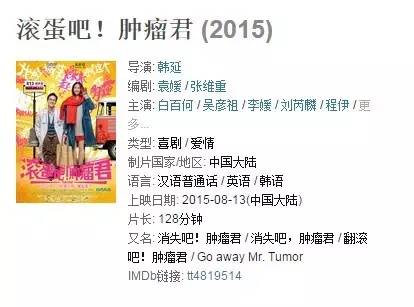 滚蛋吧！肿瘤君 (2015)
导演: 韩延
编剧: 袁媛 / 张维重
主演: 白百何 / 吴彦祖 / 李媛 / 刘芮麟 / 程伊 / 更
多...
类型: 喜剧 / 爱情
制片国家/地区: 中国大陆
语言: 汉语普通话 / 英语 / 韩语
上映日期: 2015-08-13(中国大陆)
片长: 128分钟
又名: 消失吧！肿瘤君 / 消失吧，肿瘤君 / 翻滚
吧！肿瘤君 / Go away Mr. Tumor
IMDb链接: tt4819514
滚蛋吧!肿瘤君